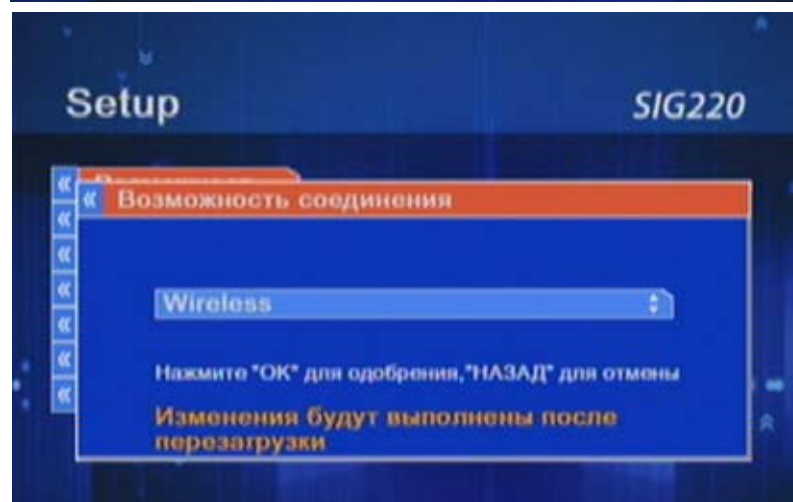 Setup
SIG220
Возможность соединения
Wireless
Нажмите "OK" для одобрения,"НАЗАД" для отмены
Изменения будут выполнены после
перезагрузки